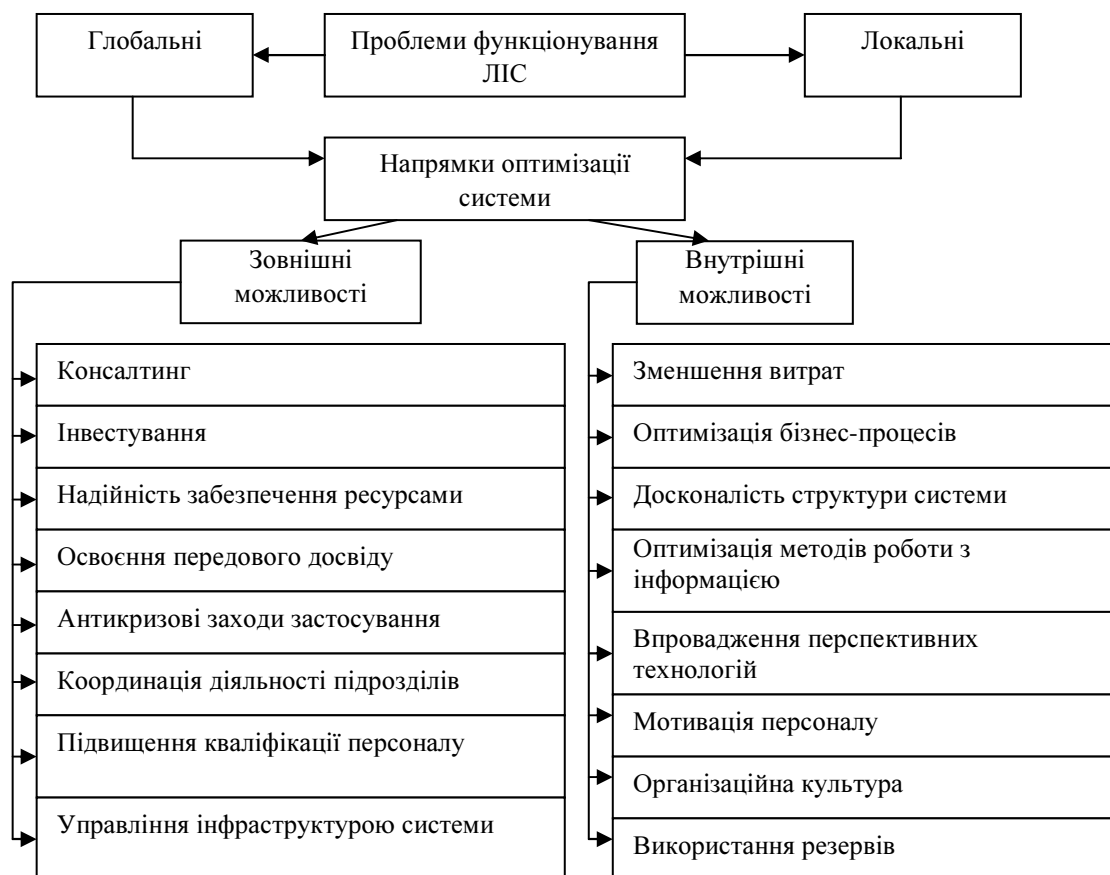 Глобальні
Проблеми функціонування
ЛІС
Локальні
Напрямки оптимізації
системи
Зовнішні
можливості
Внутрішні
можливості
Консалтинг
Інвестування
Надійність забезпечення ресурсами
Освоєння передового досвіду
Антикризові заходи застосування
Координація діяльності підрозділів
Підвищення кваліфікації персоналу
Управління інфраструктурою системи
Зменшення витрат
Оптимізація бізнес-процесів
Досконалість структури системи
Оптимізація методів роботи з
інформацією
Впровадження перспективних
технологій
Мотивація персоналу
Організаційна культура
Використання резервів